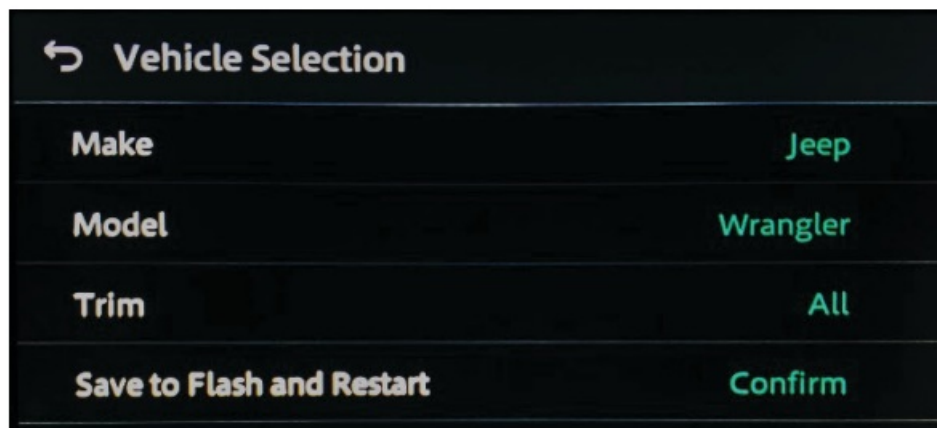 Vehicle Selection
Make Jeep
Model Wrangler
Trim All
Save to Flash and Restart Confirm